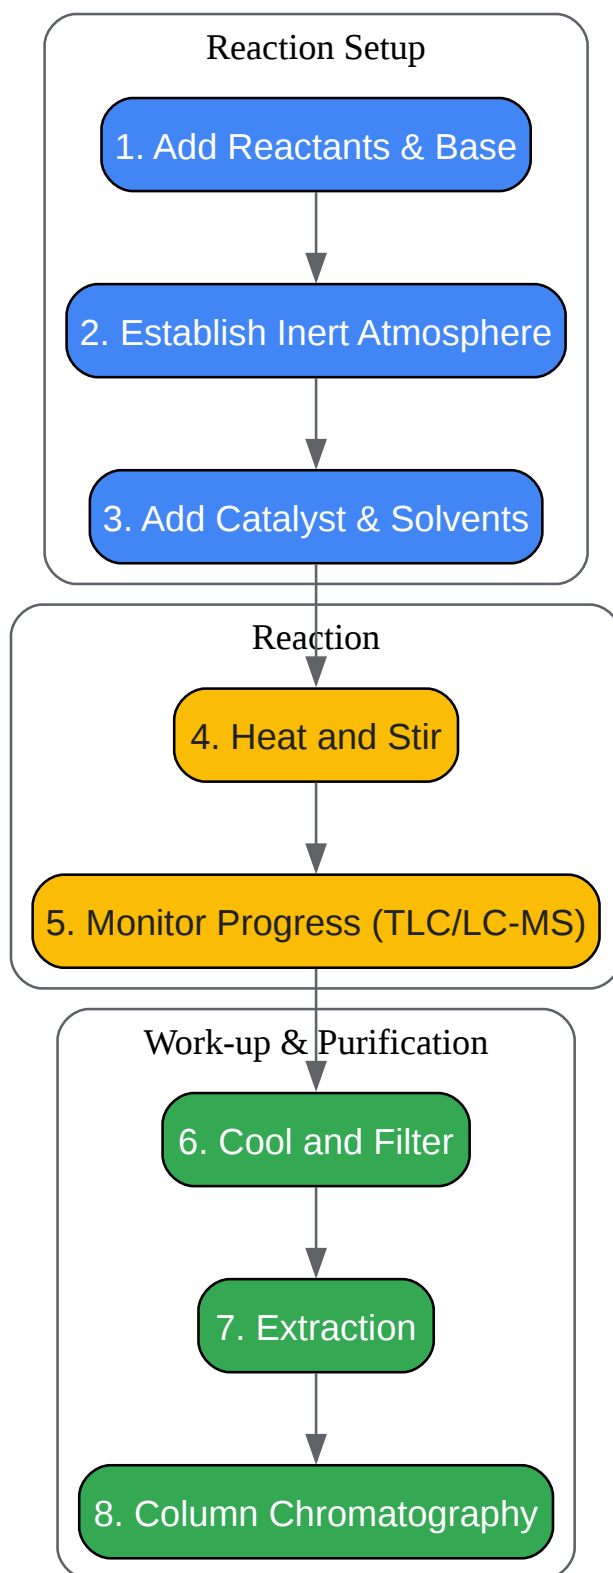 Reaction Setup
1. Add Reactants & Base
2. Establish Inert Atmosphere
3. Add Catalyst & Solvents
Reaction
4. Heat and Stir
5. Monitor Progress (TLC/LC-MS)
Work-up & Purification
6. Cool and Filter
7. Extraction
8. Column Chromatography